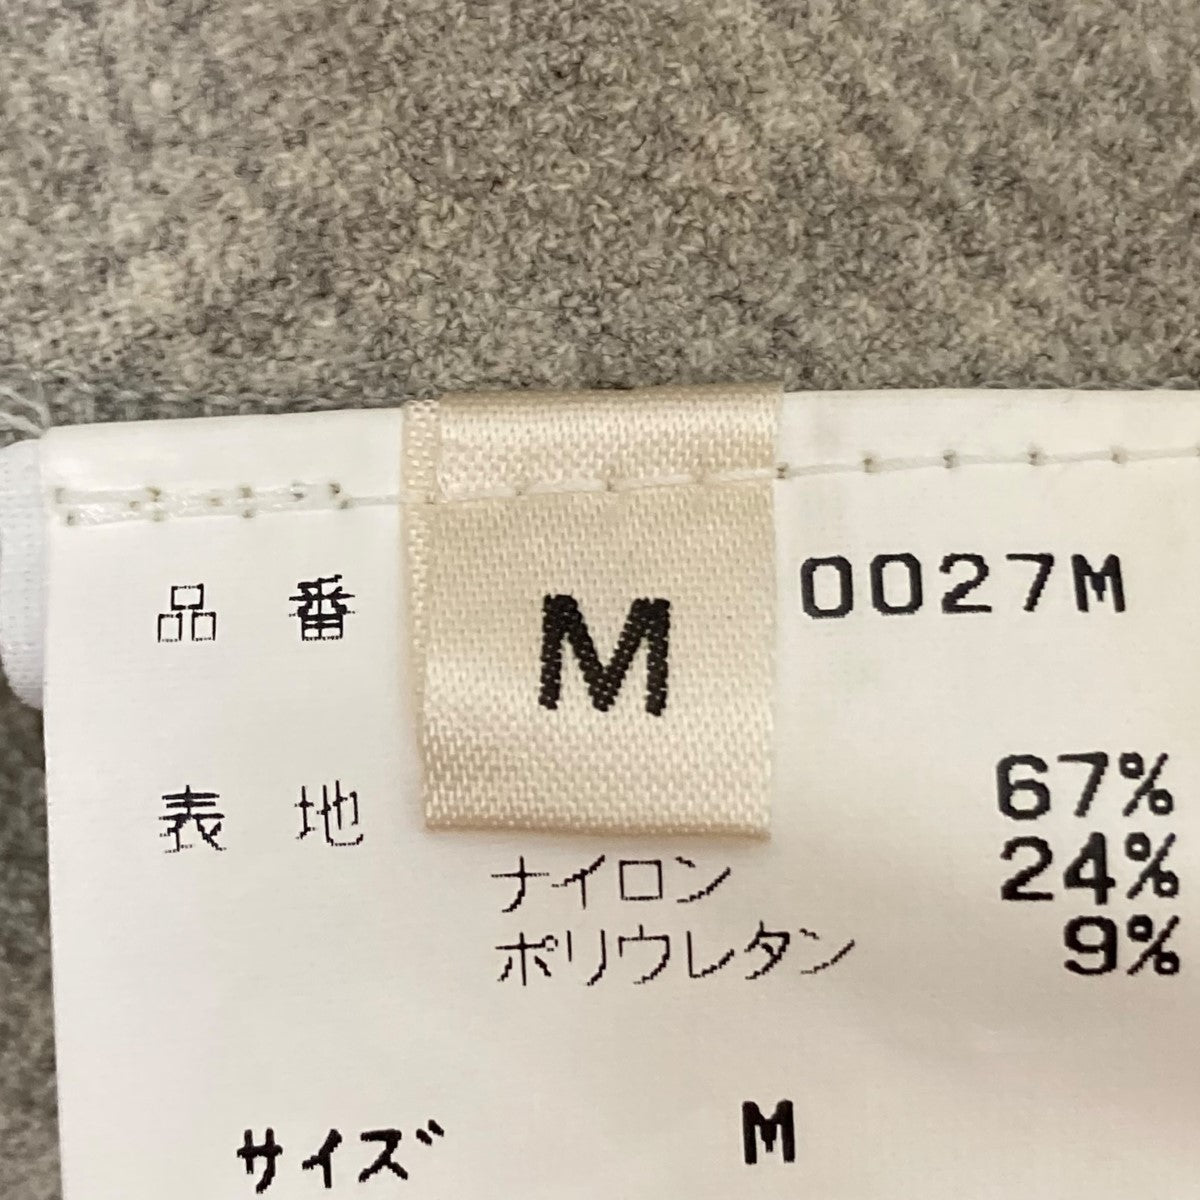 品番 0027M
M
表地 67%
ナイロン 24%
ポリウレタン 9%
サイズ M